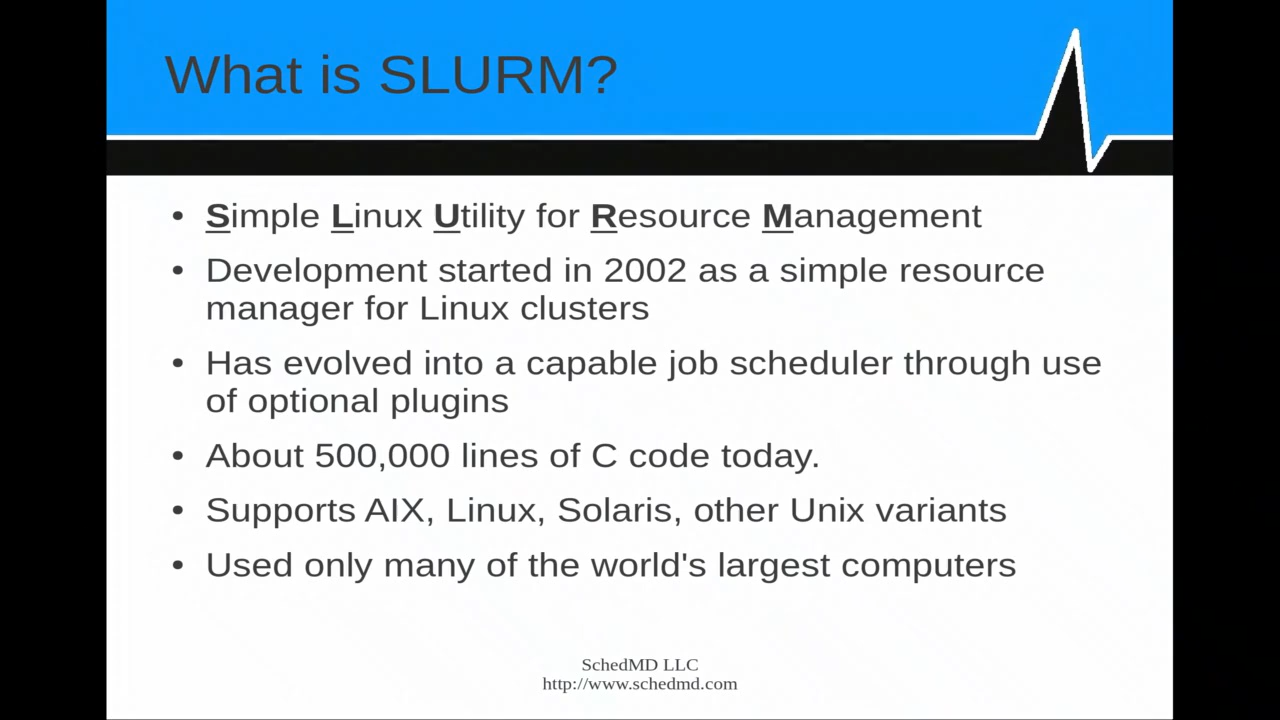 What is SLURM?
• Simple Linux Utility for Resource Management
• Development started in 2002 as a simple resource
manager for Linux clusters
• Has evolved into a capable job scheduler through use
of optional plugins
• About 500,000 lines of C code today.
• Supports AIX, Linux, Solaris, other Unix variants
• Used only many of the world's largest computers
SchedMD LLC
http://www.schedmd.com